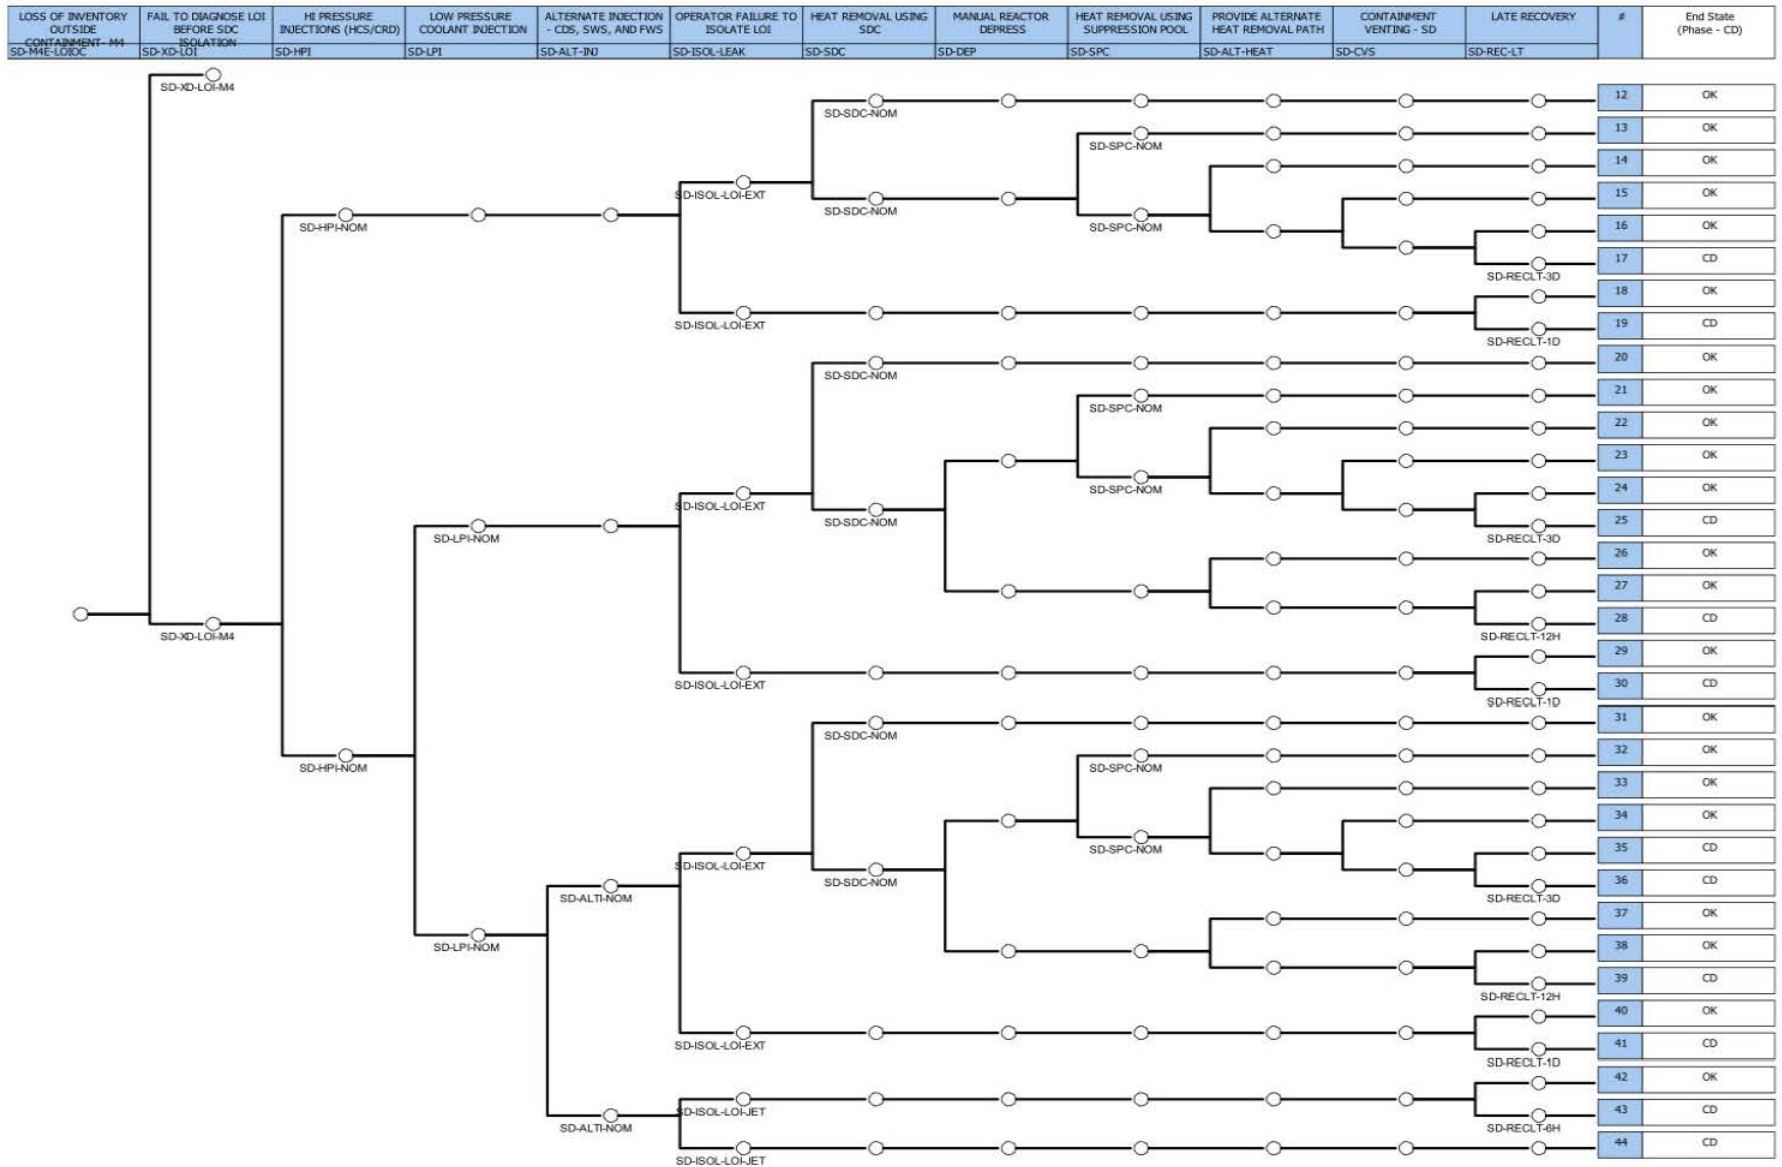 LOSS OF INVENTORY
OUTSIDE
CONTAINMENT- M4
SD-M4E-LOIOC
FAIL TO DIAGNOSE LOI
BEFORE SDC
ISOLATION
SD-XD-LOI
HI PRESSURE
INJECTIONS (HCS/CRD)
SD-HPI
LOW PRESSURE
COOLANT INJECTION
SD-LPI
ALTERNATE INJECTION
- CDS, SWS, AND FWS
SD-ALT-INJ
OPERATOR FAILURE TO
ISOLATE LOI
SD-ISOL-LEAK
HEAT REMOVAL USING
SDC
SD-SDC
MANUAL REACTOR
DEPRESS
SD-DEP
HEAT REMOVAL USING
SUPPRESSION POOL
SD-SPC
PROVIDE ALTERNATE
HEAT REMOVAL PATH
SD-ALT-HEAT
CONTAINMENT
VENTING - SD
SD-CVS
LATE RECOVERY
SD-REC-LT
#
End State
(Phase - CD)
SD-XD-LOI-M4
12 OK
SD-SDC-NOM
13 OK
SD-SPC-NOM
14 OK
SD-ISOL-LOI-EXT
15 OK
SD-SDC-NOM
SD-HPI-NOM
SD-SPC-NOM
16 OK
17 CD
SD-RECLT-3D
18 OK
SD-ISOL-LOI-EXT
19 CD
SD-RECLT-1D
20 OK
SD-SDC-NOM
21 OK
SD-SPC-NOM
22 OK
23 OK
SD-SPC-NOM
24 OK
SD-ISOL-LOI-EXT
SD-SDC-NOM
25 CD
SD-LPI-NOM
SD-RECLT-3D
26 OK
27 OK
28 CD
SD-XD-LOI-M4
SD-RECLT-12H
29 OK
SD-ISOL-LOI-EXT
30 CD
SD-RECLT-1D
31 OK
SD-SDC-NOM
32 OK
SD-HPI-NOM
SD-SPC-NOM
33 OK
34 OK
SD-SPC-NOM
35 CD
SD-ISOL-LOI-EXT
SD-SDC-NOM
36 CD
SD-ALTI-NOM
SD-RECLT-3D
37 OK
SD-LPI-NOM
38 OK
39 CD
SD-RECLT-12H
40 OK
SD-ISOL-LOI-EXT
41 CD
SD-RECLT-1D
42 OK
SD-ISOL-LOI-JET
43 CD
SD-ALTI-NOM
SD-RECLT-6H
44 CD
SD-ISOL-LOI-JET